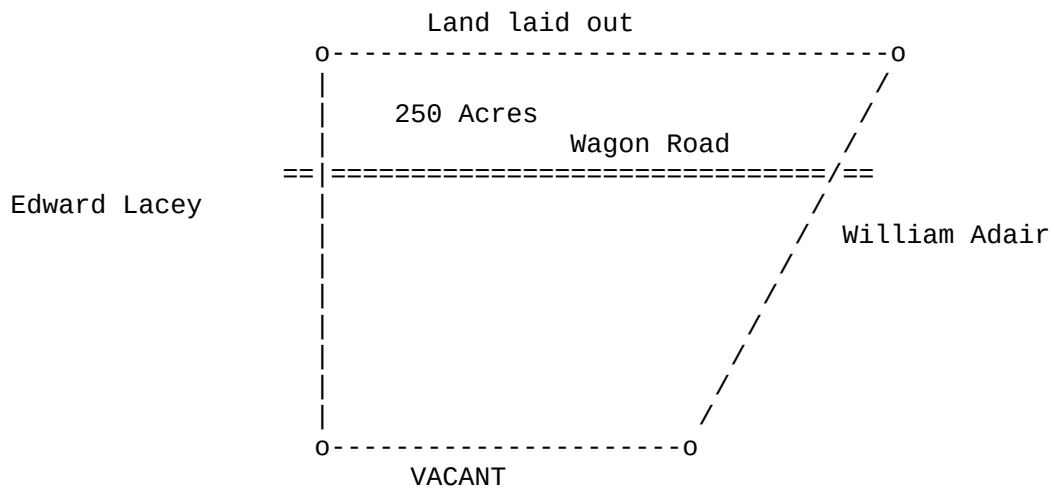 Land laid out
250 Acres
Wagon Road
Edward Lacey
William Adair
VACANT